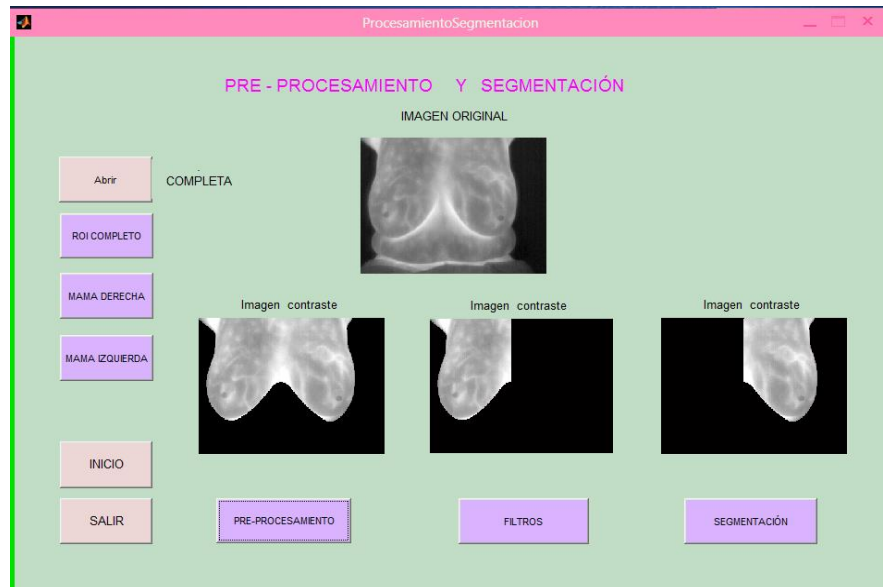 ProcesamientoSegmentacion
PRE - PROCESAMIENTO Y SEGMENTACIÓN
IMAGEN ORIGINAL
Abrir
COMPLETA
ROI COMPLETO
MAMA DERECHA
MAMA IZQUIERDA
Imagen contraste
Imagen contraste
Imagen contraste
INICIO
SALIR
PRE-PROCESAMIENTO
FILTROS
SEGMENTACIÓN